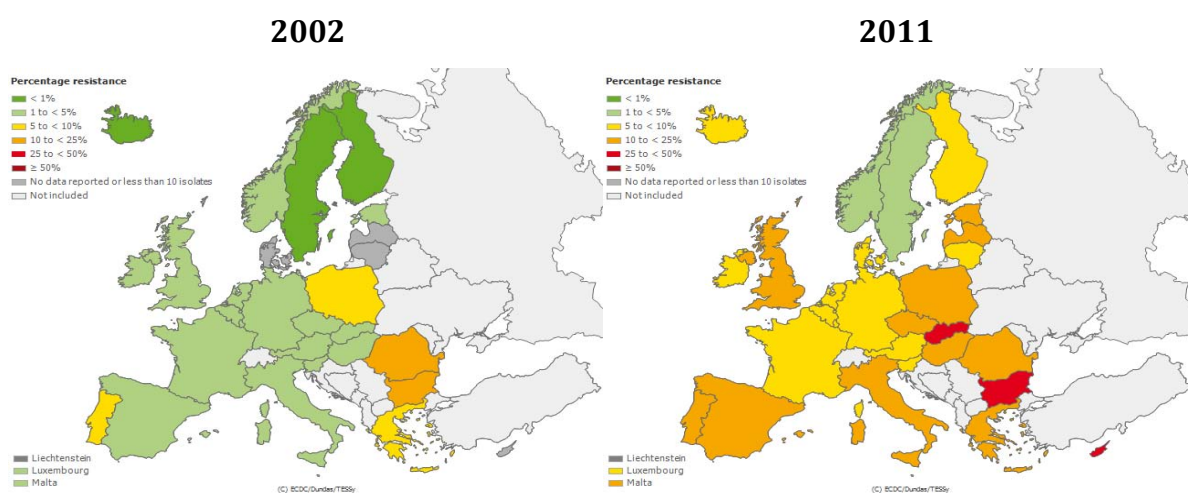 2002
Percentage resistance
< 1%
1 to < 5%
5 to < 10%
10 to < 25%
25 to < 50%
≥ 50%
No data reported or less than 10 isolates
Not included
Liechtenstein
Luxembourg
Malta
(C) ECDC/Dundas/TESSy
2011
Percentage resistance
< 1%
1 to < 5%
5 to < 10%
10 to < 25%
25 to < 50%
≥ 50%
No data reported or less than 10 isolates
Not included
Liechtenstein
Luxembourg
Malta
(C) ECDC/Dundas/TESSy